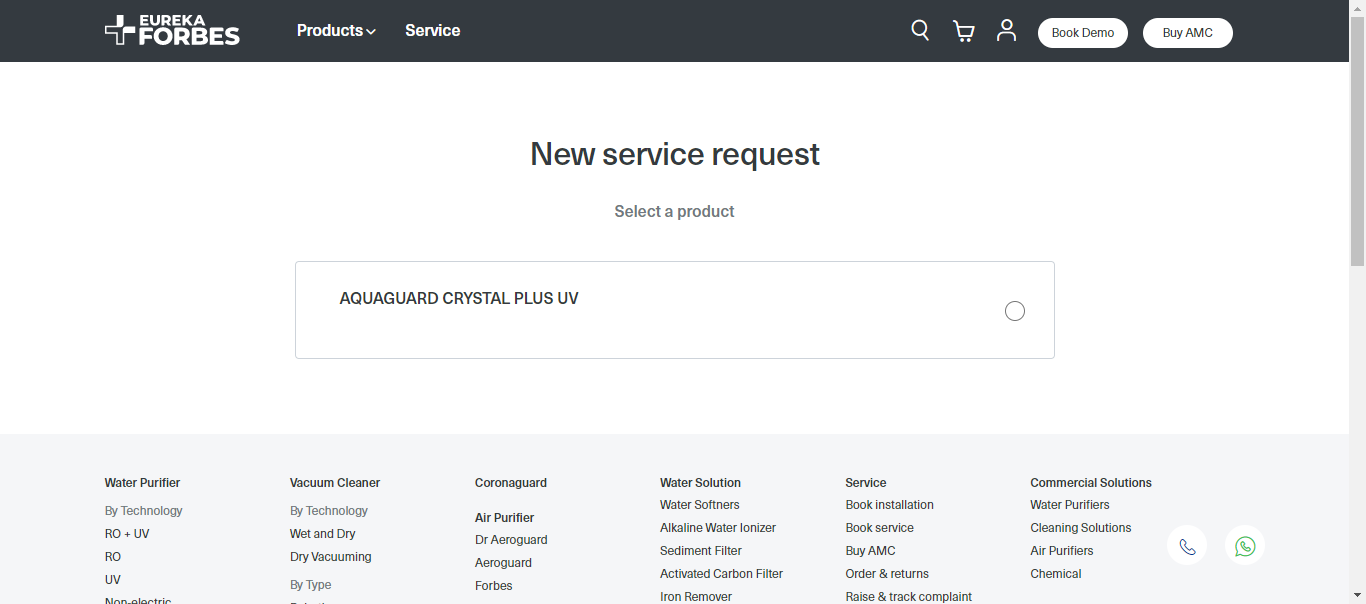 EUREKA
FORBES
Products
Service
Book Demo
Buy AMC
New service request
Select a product
AQUAGUARD CRYSTAL PLUS UV
Water Purifier
By Technology
RO + UV
RO
UV
Non-electric
Vacuum Cleaner
By Technology
Wet and Dry
Dry Vacuuming
By Type
Coronaguard
Air Purifier
Dr Aeroguard
Aeroguard
Forbes
Water Solution
Water Softners
Alkaline Water Ionizer
Sediment Filter
Activated Carbon Filter
Iron Remover
Service
Book installation
Book service
Buy AMC
Order & returns
Raise & track complaint
Commercial Solutions
Water Purifiers
Cleaning Solutions
Air Purifiers
Chemical